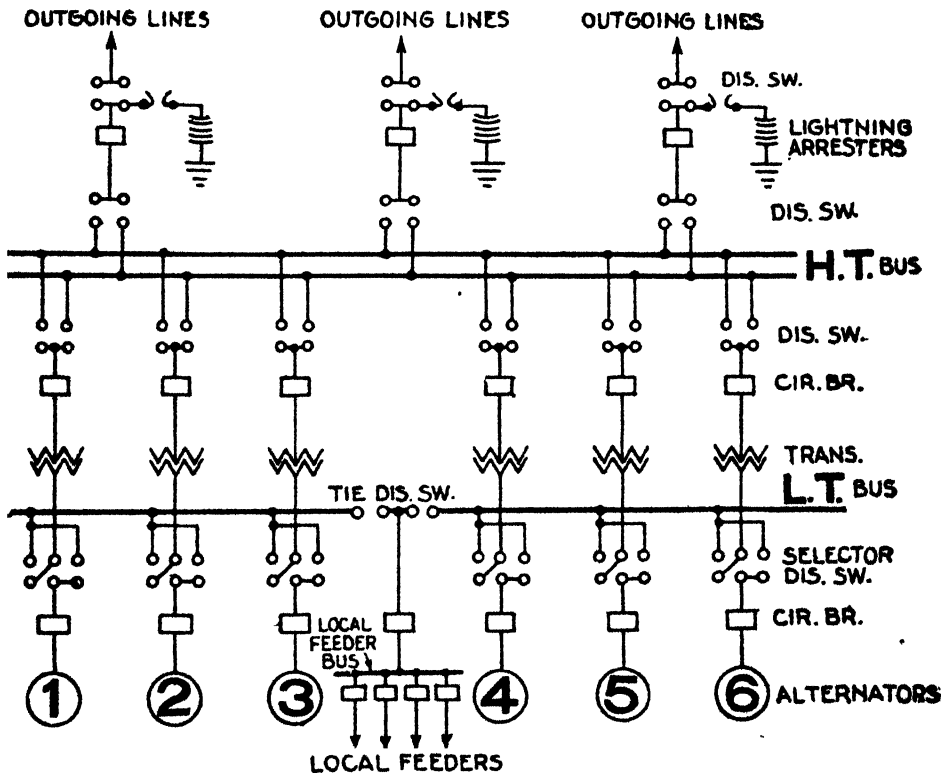 OUTGOING LINES
OUTGOING LINES
OUTGOING LINES
DIS. SW.
LIGHTNING
ARRESTERS
DIS. SW.
H.T. BUS
DIS. SW.
CIR. BR.
TRANS.
L.T. BUS
TIE DIS. SW.
SELECTOR
DIS. SW.
CIR. BR.
LOCAL
FEEDER
BUS
1 2 3 4 5 6 ALTERNATORS
LOCAL FEEDERS